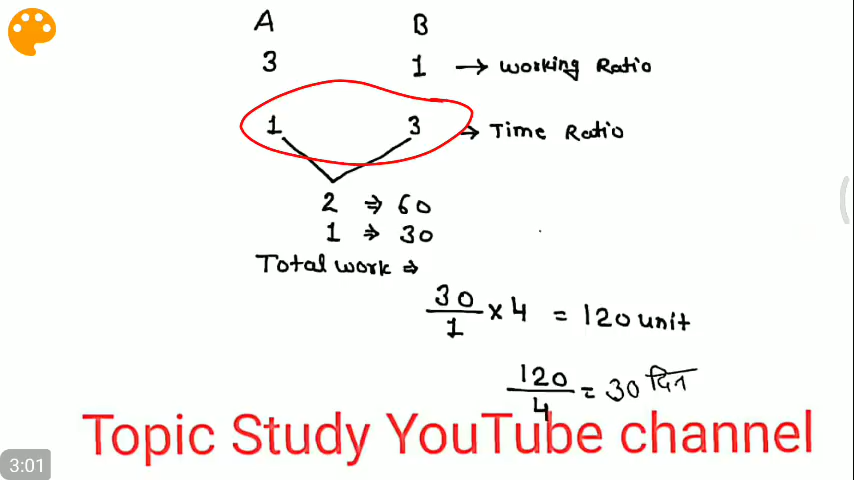 A B
3 1 → Working Ratio
1 3 → Time Ratio
2 ⇒ 60
1 ⇒ 30
Total work ⇒
30/1 × 4 = 120 unit
120/4 = 30 दिन
Topic Study YouTube channel
3:01